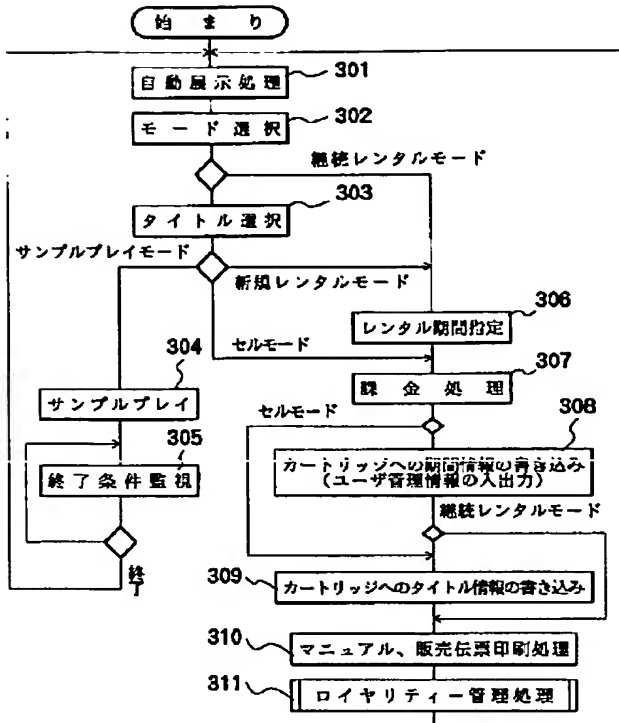 始まり
301
自動展示処理
302
モード選択
継続レンタルモード
303
タイトル選択
サンプルプレイモード
新規レンタルモード
306
レンタル期間指定
セルモード
307
304
課金処理
サンプルプレイ
セルモード
308
305
カートリッジへの期間情報の書き込み
(ユーザ管理情報の入出力)
終了条件監視
継続レンタルモード
終了
309
カートリッジへのタイトル情報の書き込み
310
マニュアル、販売伝票印刷処理
311
ロイヤリティー管理処理